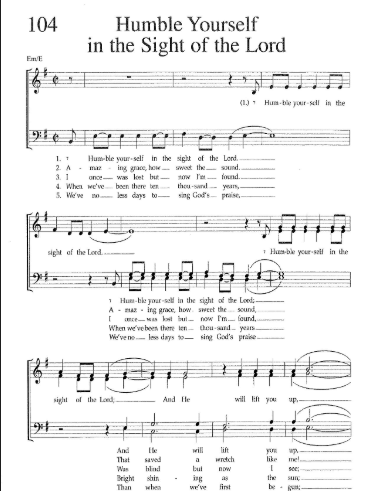 104
Humble Yourself
in the Sight of the Lord
Em/E
(1.) Hum-ble your-self in the
1. Hum-ble your-self in the sight of the Lord.
2. A - maz - ing grace, how sweet the sound,
3. I once was lost but now I'm found.
4. When we've been there ten thou-sand years,
5. We've no less days to sing God's praise,
sight of the Lord. Hum-ble your-self in the
Hum-ble your-self in the sight of the Lord;
A - maz - ing grace, how sweet the sound,
I once was lost but now I'm found,
When we've been there ten thou-sand years
We've no less days to sing God's praise
sight of the Lord; And He will lift you up,
And He will lift you up,
That saved a wretch like me!
Was blind but now I see;
Bright shin - ing as the sun;
Than when we've first be - gun;